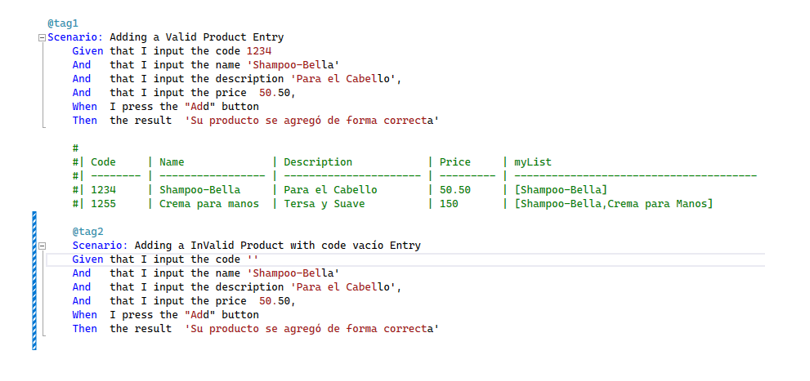 @tag1
Scenario: Adding a Valid Product Entry
Given that I input the code 1234
And that I input the name 'Shampoo-Bella'
And that I input the description 'Para el Cabello',
And that I input the price 50.50,
When I press the "Add" button
Then the result 'Su producto se agregó de forma correcta'
#
#| Code | Name | Description | Price | myList
#| -------- | ----------------- | ---------------------- | --------- | ---------------------------------------
#| 1234 | Shampoo-Bella | Para el Cabello | 50.50 | [Shampoo-Bella]
#| 1255 | Crema para manos | Tersa y Suave | 150 | [Shampoo-Bella,Crema para Manos]
@tag2
Scenario: Adding a InValid Product with code vacio Entry
Given that I input the code ''
And that I input the name 'Shampoo-Bella'
And that I input the description 'Para el Cabello',
And that I input the price 50.50,
When I press the "Add" button
Then the result 'Su producto se agregó de forma correcta'